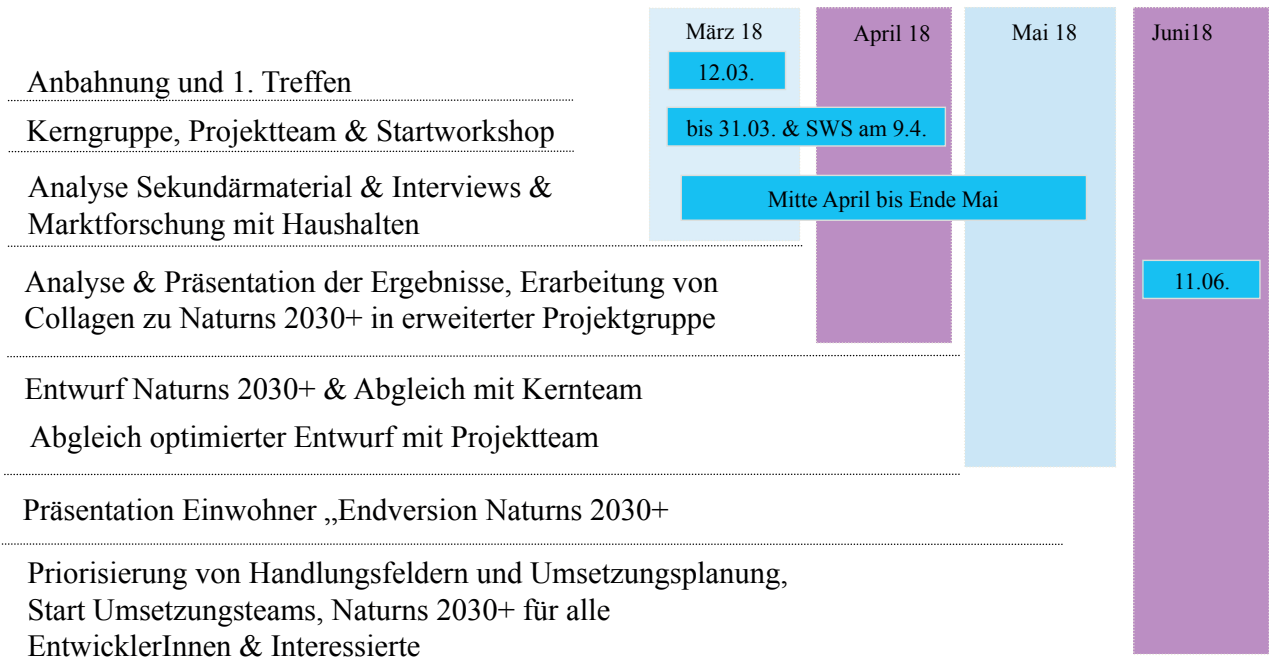 März 18
April 18
Mai 18
Juni18
Anbahnung und 1. Treffen
12.03.
Kerngruppe, Projektteam & Startworkshop
bis 31.03. & SWS am 9.4.
Analyse Sekundärmaterial & Interviews &
Marktforschung mit Haushalten
Mitte April bis Ende Mai
Analyse & Präsentation der Ergebnisse, Erarbeitung von
Collagen zu Naturns 2030+ in erweiterter Projektgruppe
11.06.
Entwurf Naturns 2030+ & Abgleich mit Kernteam
Abgleich optimierter Entwurf mit Projektteam
Präsentation Einwohner „Endversion Naturns 2030+
Priorisierung von Handlungsfeldern und Umsetzungsplanung,
Start Umsetzungsteams, Naturns 2030+ für alle
EntwicklerInnen & Interessierte